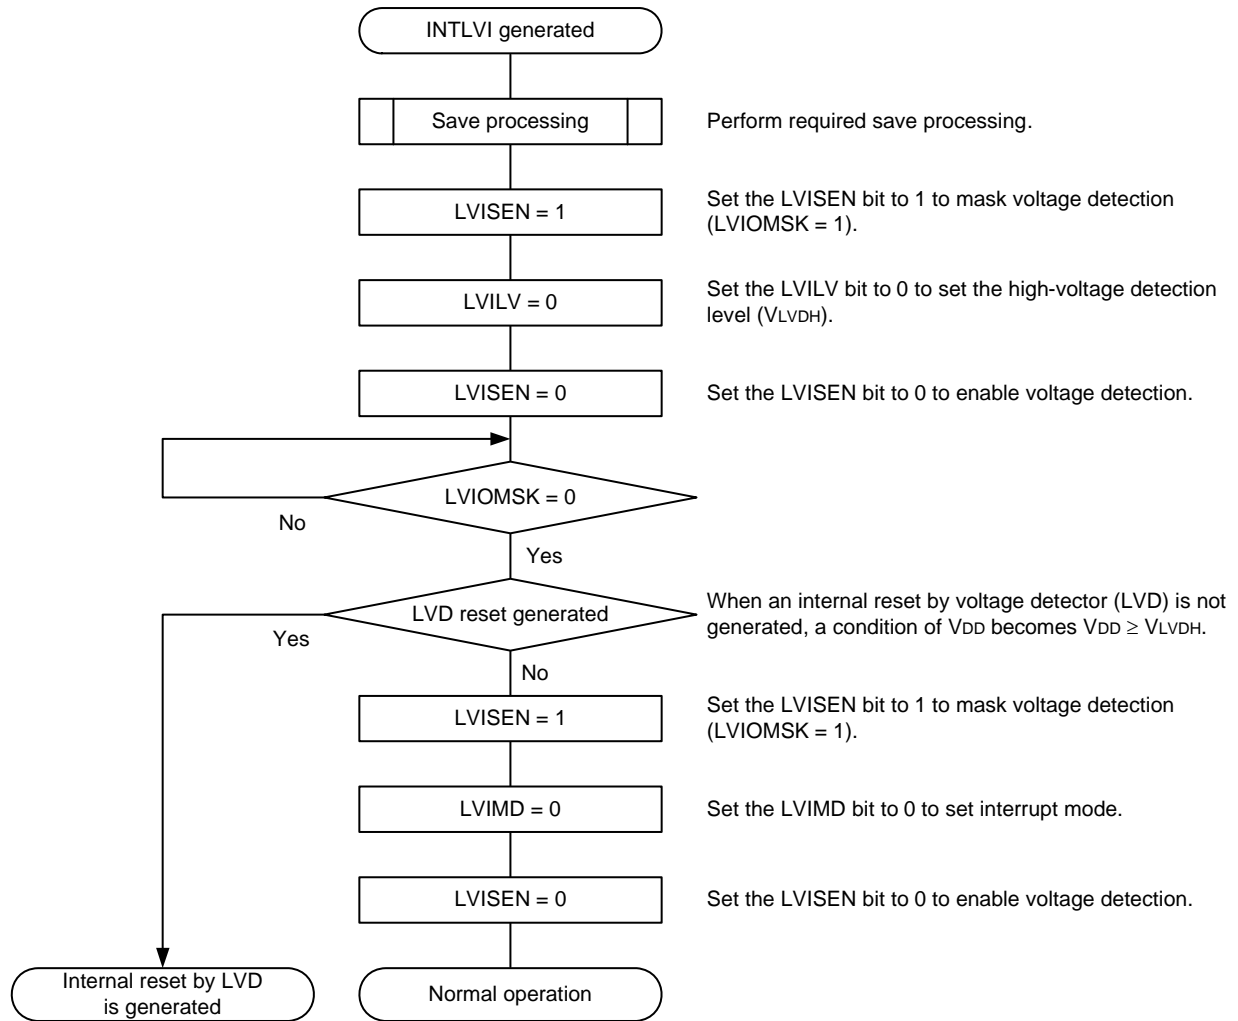 INTLVI generated
Save processing
Perform required save processing.
LVISEN = 1
Set the LVISEN bit to 1 to mask voltage detection
(LVIOMSK = 1).
LVILV = 0
Set the LVILV bit to 0 to set the high-voltage detection
level (VLVDH).
LVISEN = 0
Set the LVISEN bit to 0 to enable voltage detection.
LVIOMSK = 0
No
Yes
LVD reset generated
When an internal reset by voltage detector (LVD) is not
generated, a condition of VDD becomes VDD ≥ VLVDH.
Yes
No
LVISEN = 1
Set the LVISEN bit to 1 to mask voltage detection
(LVIOMSK = 1).
LVIMD = 0
Set the LVIMD bit to 0 to set interrupt mode.
LVISEN = 0
Set the LVISEN bit to 0 to enable voltage detection.
Internal reset by LVD
is generated
Normal operation